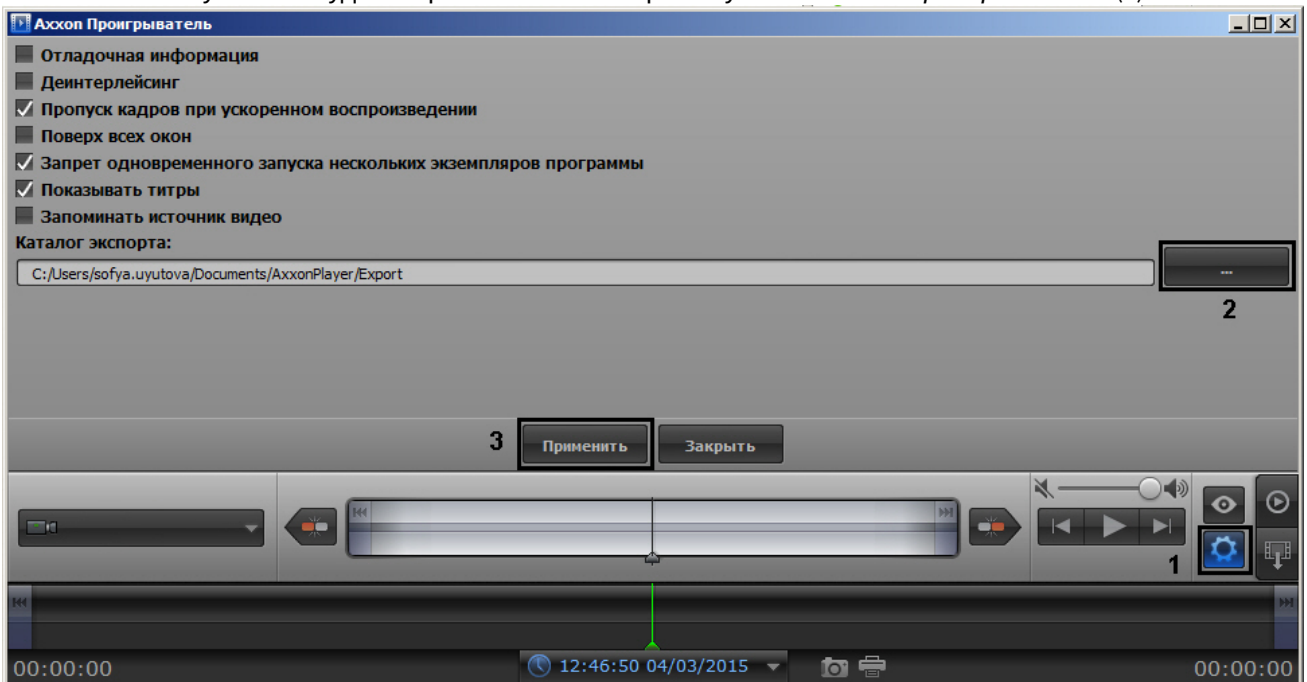 Axxon Проигрыватель
Отладочная информация
Деинтерлейсинг
Пропуск кадров при ускоренном воспроизведении
Поверх всех окон
Запрет одновременного запуска нескольких экземпляров программы
Показывать титры
Запоминать источник видео
Каталог экспорта:
C:/Users/sofya.uyutova/Documents/AxxonPlayer/Export
...
2
3
Применить
Закрыть
1
00:00:00
12:46:50 04/03/2015
00:00:00